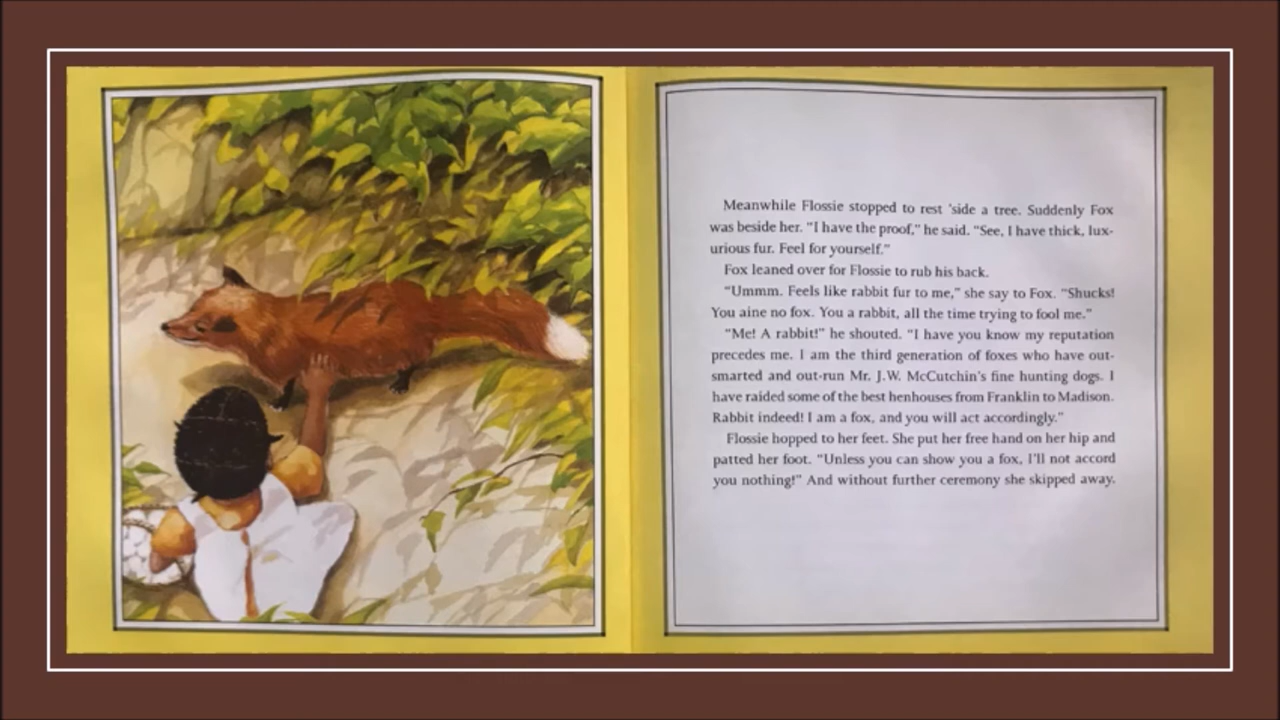 Meanwhile Flossie stopped to rest 'side a tree. Suddenly Fox
was beside her. "I have the proof," he said. "See, I have thick, lux-
urious fur. Feel for yourself."
Fox leaned over for Flossie to rub his back.
"Ummm. Feels like rabbit fur to me," she say to Fox. "Shucks!
You aine no fox. You a rabbit, all the time trying to fool me."
"Me! A rabbit!" he shouted. "I have you know my reputation
precedes me. I am the third generation of foxes who have out-
smarted and out-run Mr. J.W. McCutchin's fine hunting dogs. I
have raided some of the best henhouses from Franklin to Madison.
Rabbit indeed! I am a fox, and you will act accordingly."
Flossie hopped to her feet. She put her free hand on her hip and
patted her foot. "Unless you can show you a fox, I'll not accord
you nothing!" And without further ceremony she skipped away.